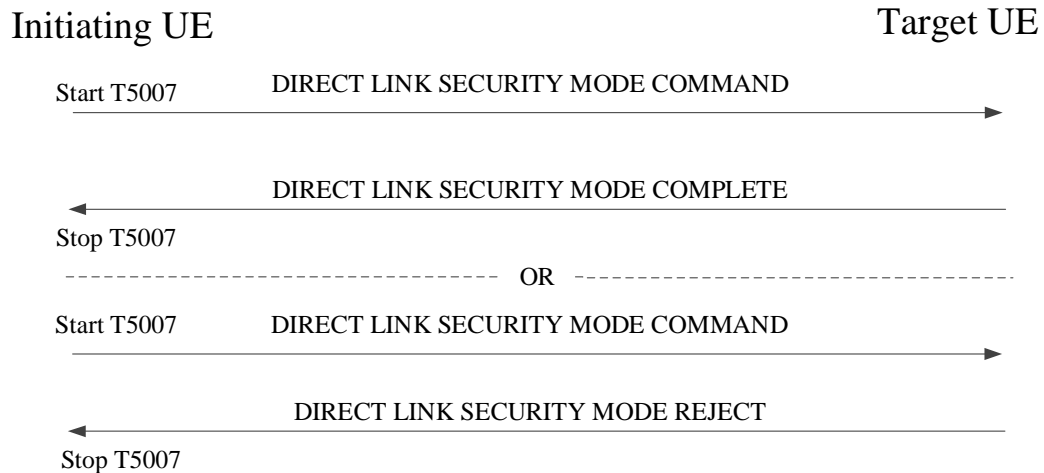 Initiating UE
Target UE
Start T5007
DIRECT LINK SECURITY MODE COMMAND
DIRECT LINK SECURITY MODE COMPLETE
Stop T5007
OR
Start T5007
DIRECT LINK SECURITY MODE COMMAND
DIRECT LINK SECURITY MODE REJECT
Stop T5007